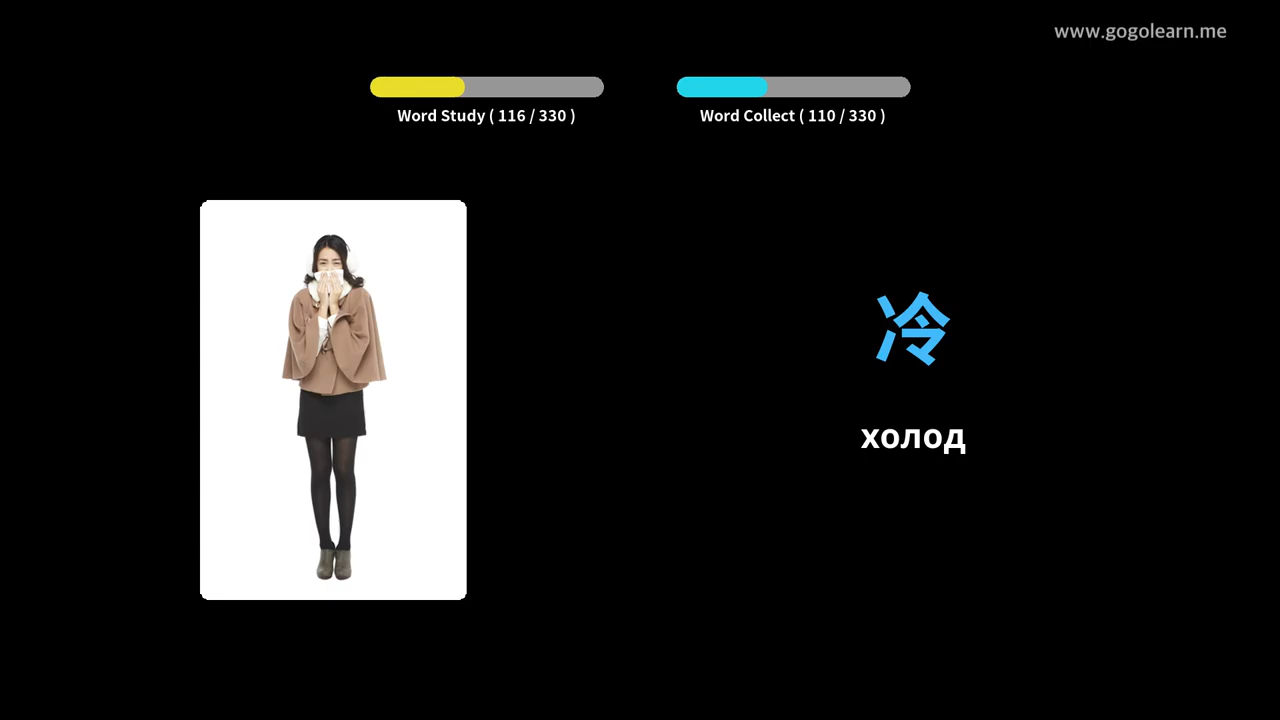 www.gogolearn.me
Word Study ( 116 / 330 )
Word Collect ( 110 / 330 )
冷
холод